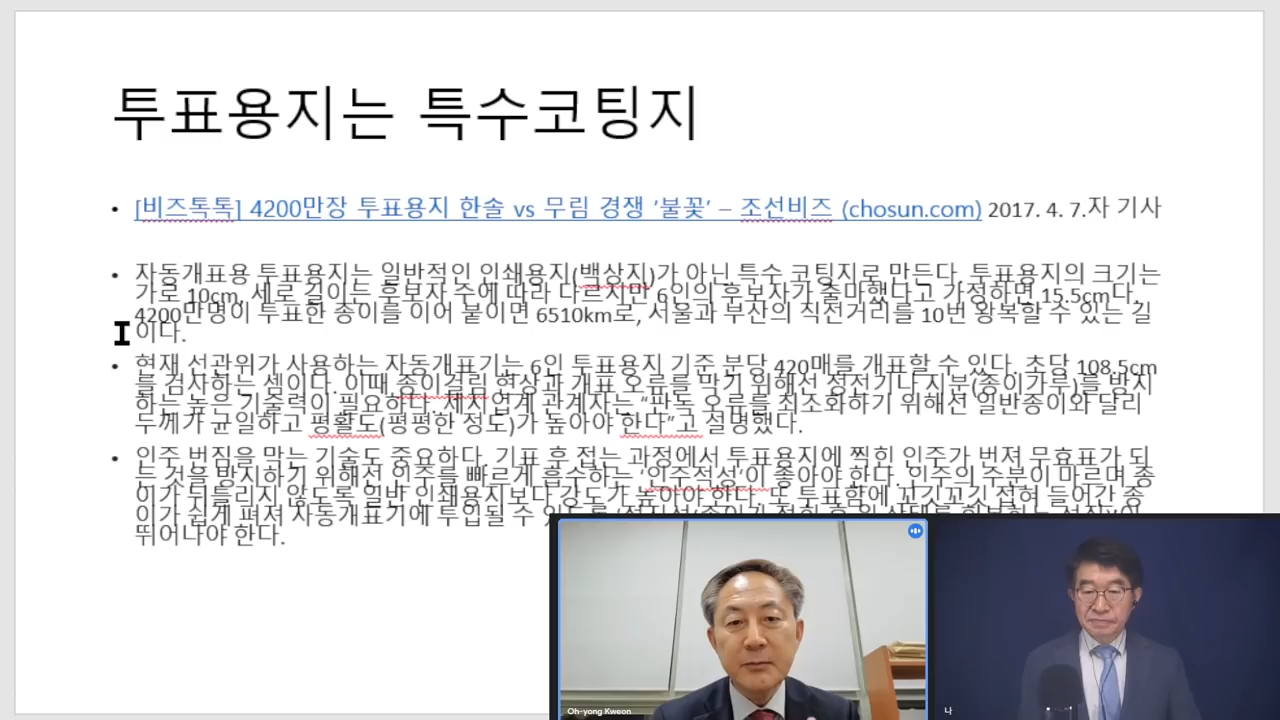 투표용지는 특수코팅지
• [비즈톡톡] 4200만장 투표용지 한솔 vs 무림 경쟁 ‘불꽃’ – 조선비즈 (chosun.com) 2017. 4. 7.자 기사
• 자동개표용 투표용지는 일반적인 인쇄용지(백상지)가 아닌 특수 코팅지로 만든다. 투표용지의 크기는
가로 10cm, 세로 길이는 후보자 수에 따라 다르지만 6인의 후보자가 출마했다고 가정하면 15.5cm다.
4200만명이 투표한 종이를 이어 붙이면 6510km로, 서울과 부산의 직전거리를 10번 왕복할 수 있는 길
이다.
• 현재 선관위가 사용하는 자동개표기는 6인 투표용지 기준 분당 420매를 개표할 수 있다. 초당 108.5cm
를 검사하는 셈이다. 이때 종이걸림 현상과 개표 오류를 막기 위해선 정전기나 지분(종이가루)를 방지
하는 높은 기술력이 필요하다. 제지업계 관계자는 “판독 오류를 최소화하기 위해선 일반종이와 달리
두께가 균일하고 평활도(평평한 정도)가 높아야 한다”고 설명했다.
• 인주 번짐을 막는 기술도 중요하다. 기표 후 접는 과정에서 투표용지에 찍힌 인주가 번져 무효표가 되
는 것을 방지하기 위해선 인주를 빠르게 흡수하는 ‘인주적성’이 좋아야 한다. 인주의 수분이 마르며 종
이가 뒤틀리지 않도록 일반 인쇄용지보다 강도가 높아야 한다. 또 투표함에 꼬깃꼬깃 접혀 들어간 종
이가 쉽게 펴져 자동개표기에 투입될 수
뛰어나야 한다.
Oh-yong Kweon
나